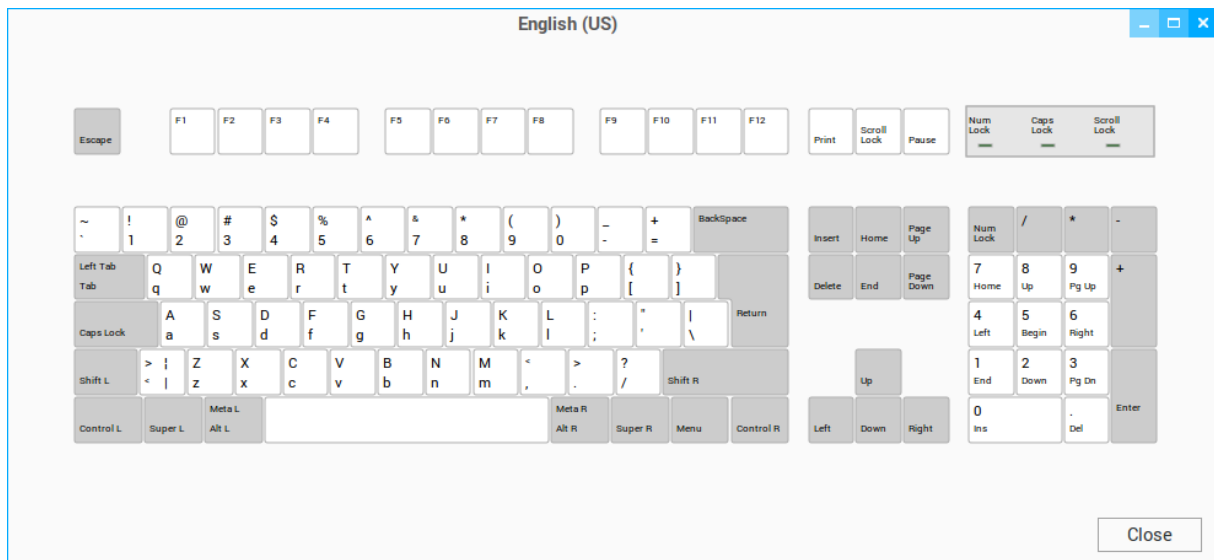 English (US)
Escape F1 F2 F3 F4 F5 F6 F7 F8 F9 F10 F11 F12 Print Scroll Lock Pause Num Lock Caps Lock Scroll Lock
~ ! @ # $ % ^ & * ( ) _ + BackSpace
` 1 2 3 4 5 6 7 8 9 0 - =
Insert Home Page Up Num Lock / * -
Left Tab Q W E R T Y U I O P { }
Tab q w e r t y u i o p [ ]
Delete End Page Down 7 8 9 +
Home Up Pg Up
A S D F G H J K L : " | Return
Caps Lock a s d f g h j k l ; ' \
4 5 6
Left Begin Right
> ¦ Z X C V B N M < > ?
Shift L < | z x c v b n m , . / Shift R
Up
1 2 3
End Down Pg Dn
Meta L Meta R
Control L Super L Alt L Alt R Super R Menu Control R
Left Down Right
0 . Enter
Ins Del
Close